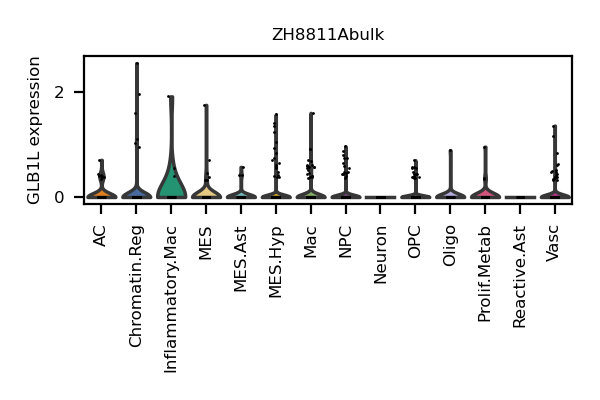 ZH8811Abulk
GLB1L expression
2
0
AC
Chromatin.Reg
Inflammatory.Mac
MES
MES.Ast
MES.Hyp
Mac
NPC
Neuron
OPC
Oligo
Prolif.Metab
Reactive.Ast
Vasc